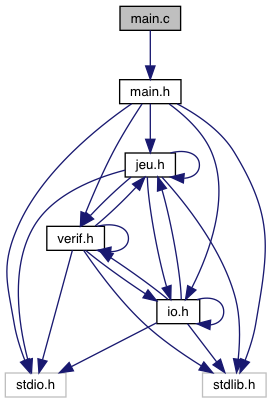 main.c
main.h
jeu.h
verif.h
io.h
stdio.h
stdlib.h